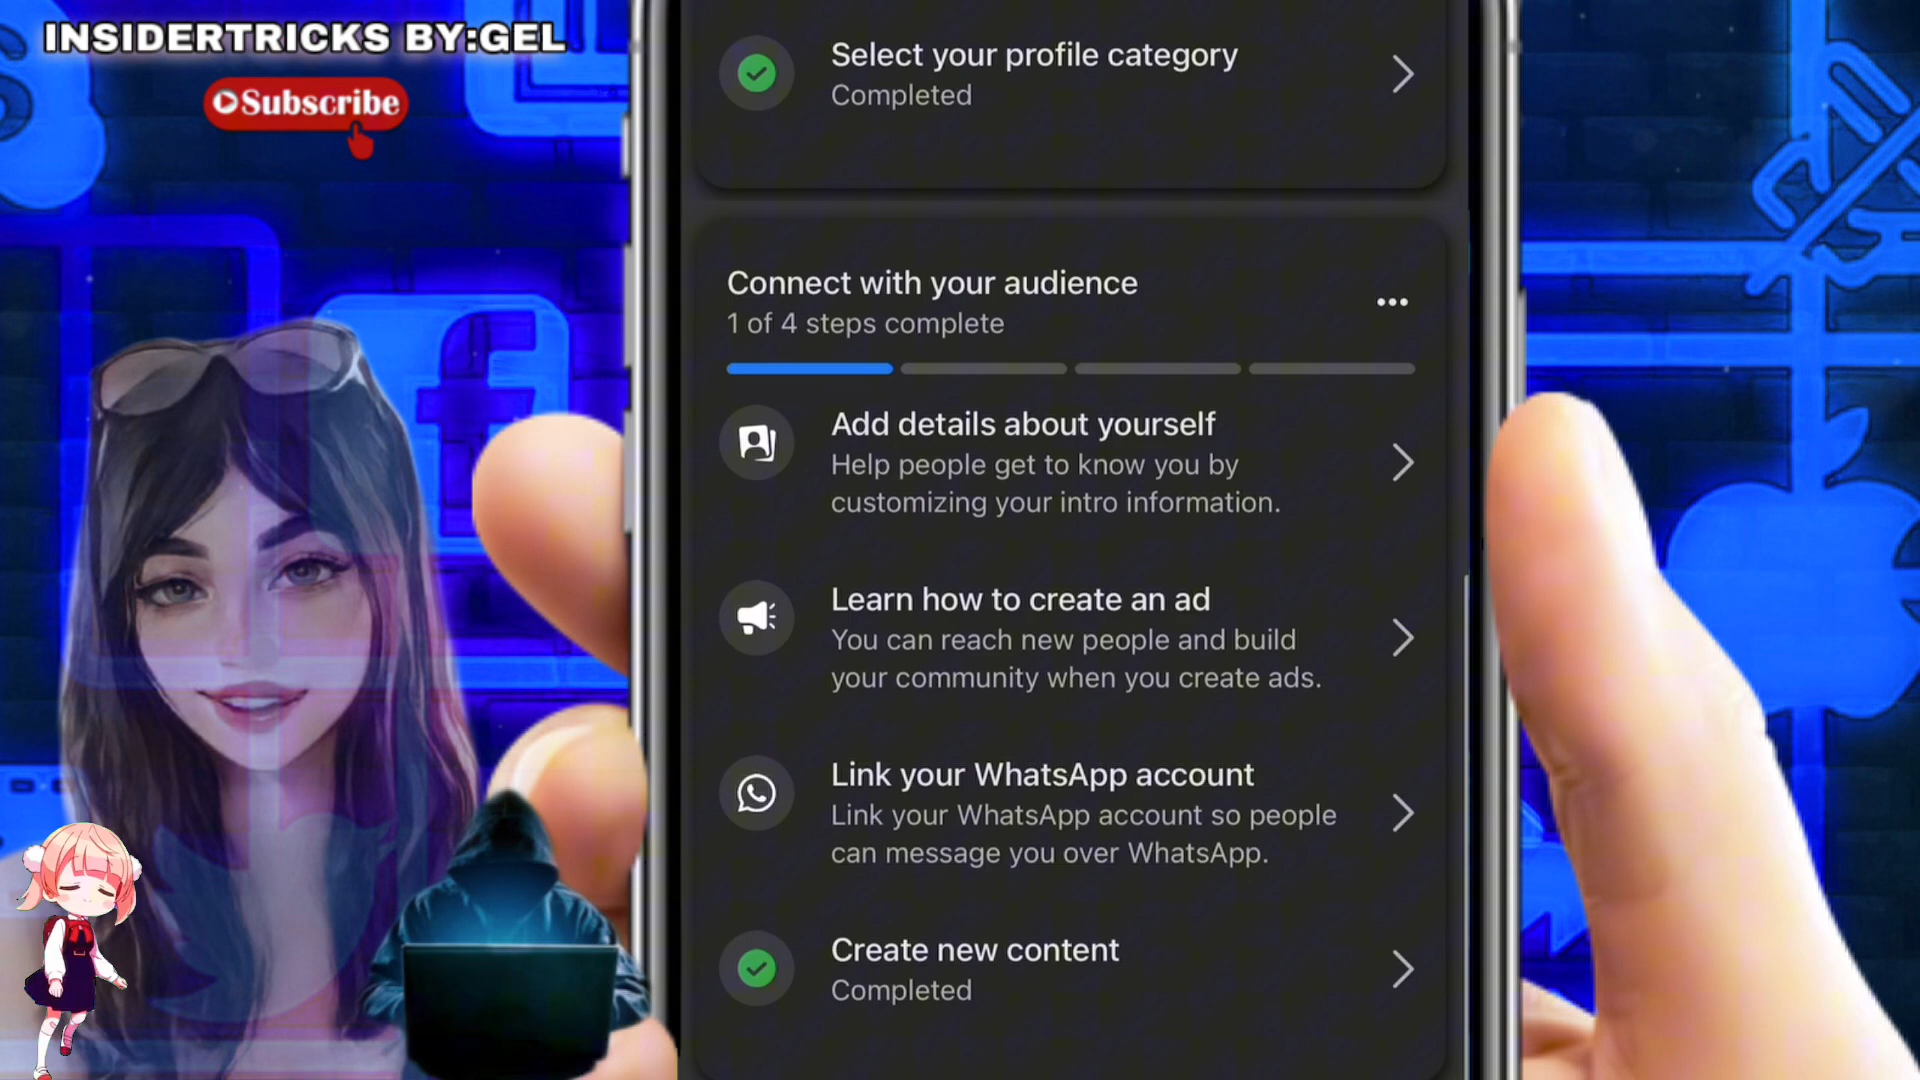 INSIDERTRICKS BY:GEL
Subscribe
Select your profile category
Completed
Connect with your audience
1 of 4 steps complete
Add details about yourself
Help people get to know you by
customizing your intro information.
Learn how to create an ad
You can reach new people and build
your community when you create ads.
Link your WhatsApp account
Link your WhatsApp account so people
can message you over WhatsApp.
Create new content
Completed